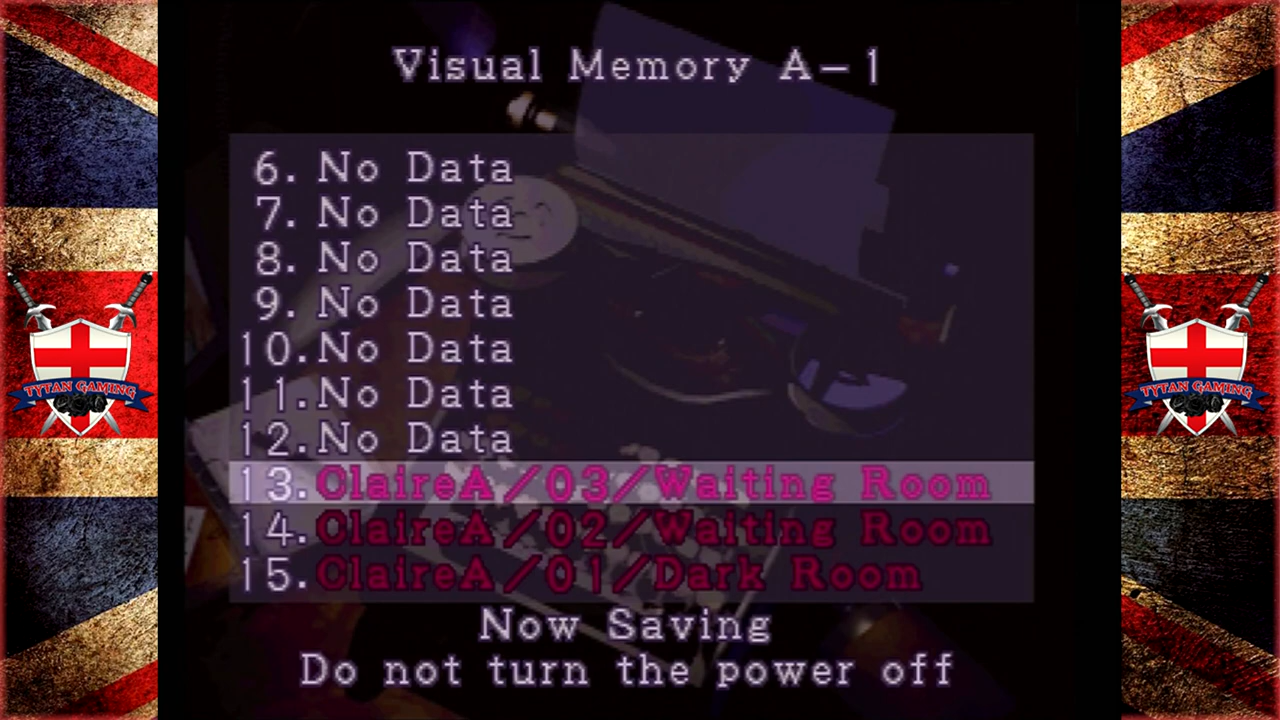 Visual Memory A-1
6. No Data
7. No Data
8. No Data
9. No Data
10. No Data
11. No Data
12. No Data
13. ClaireA/03/Waiting Room
14. ClaireA/02/Waiting Room
15. ClaireA/01/Dark Room
Now Saving
Do not turn the power off
TYTAN GAMING
TYTAN GAMING